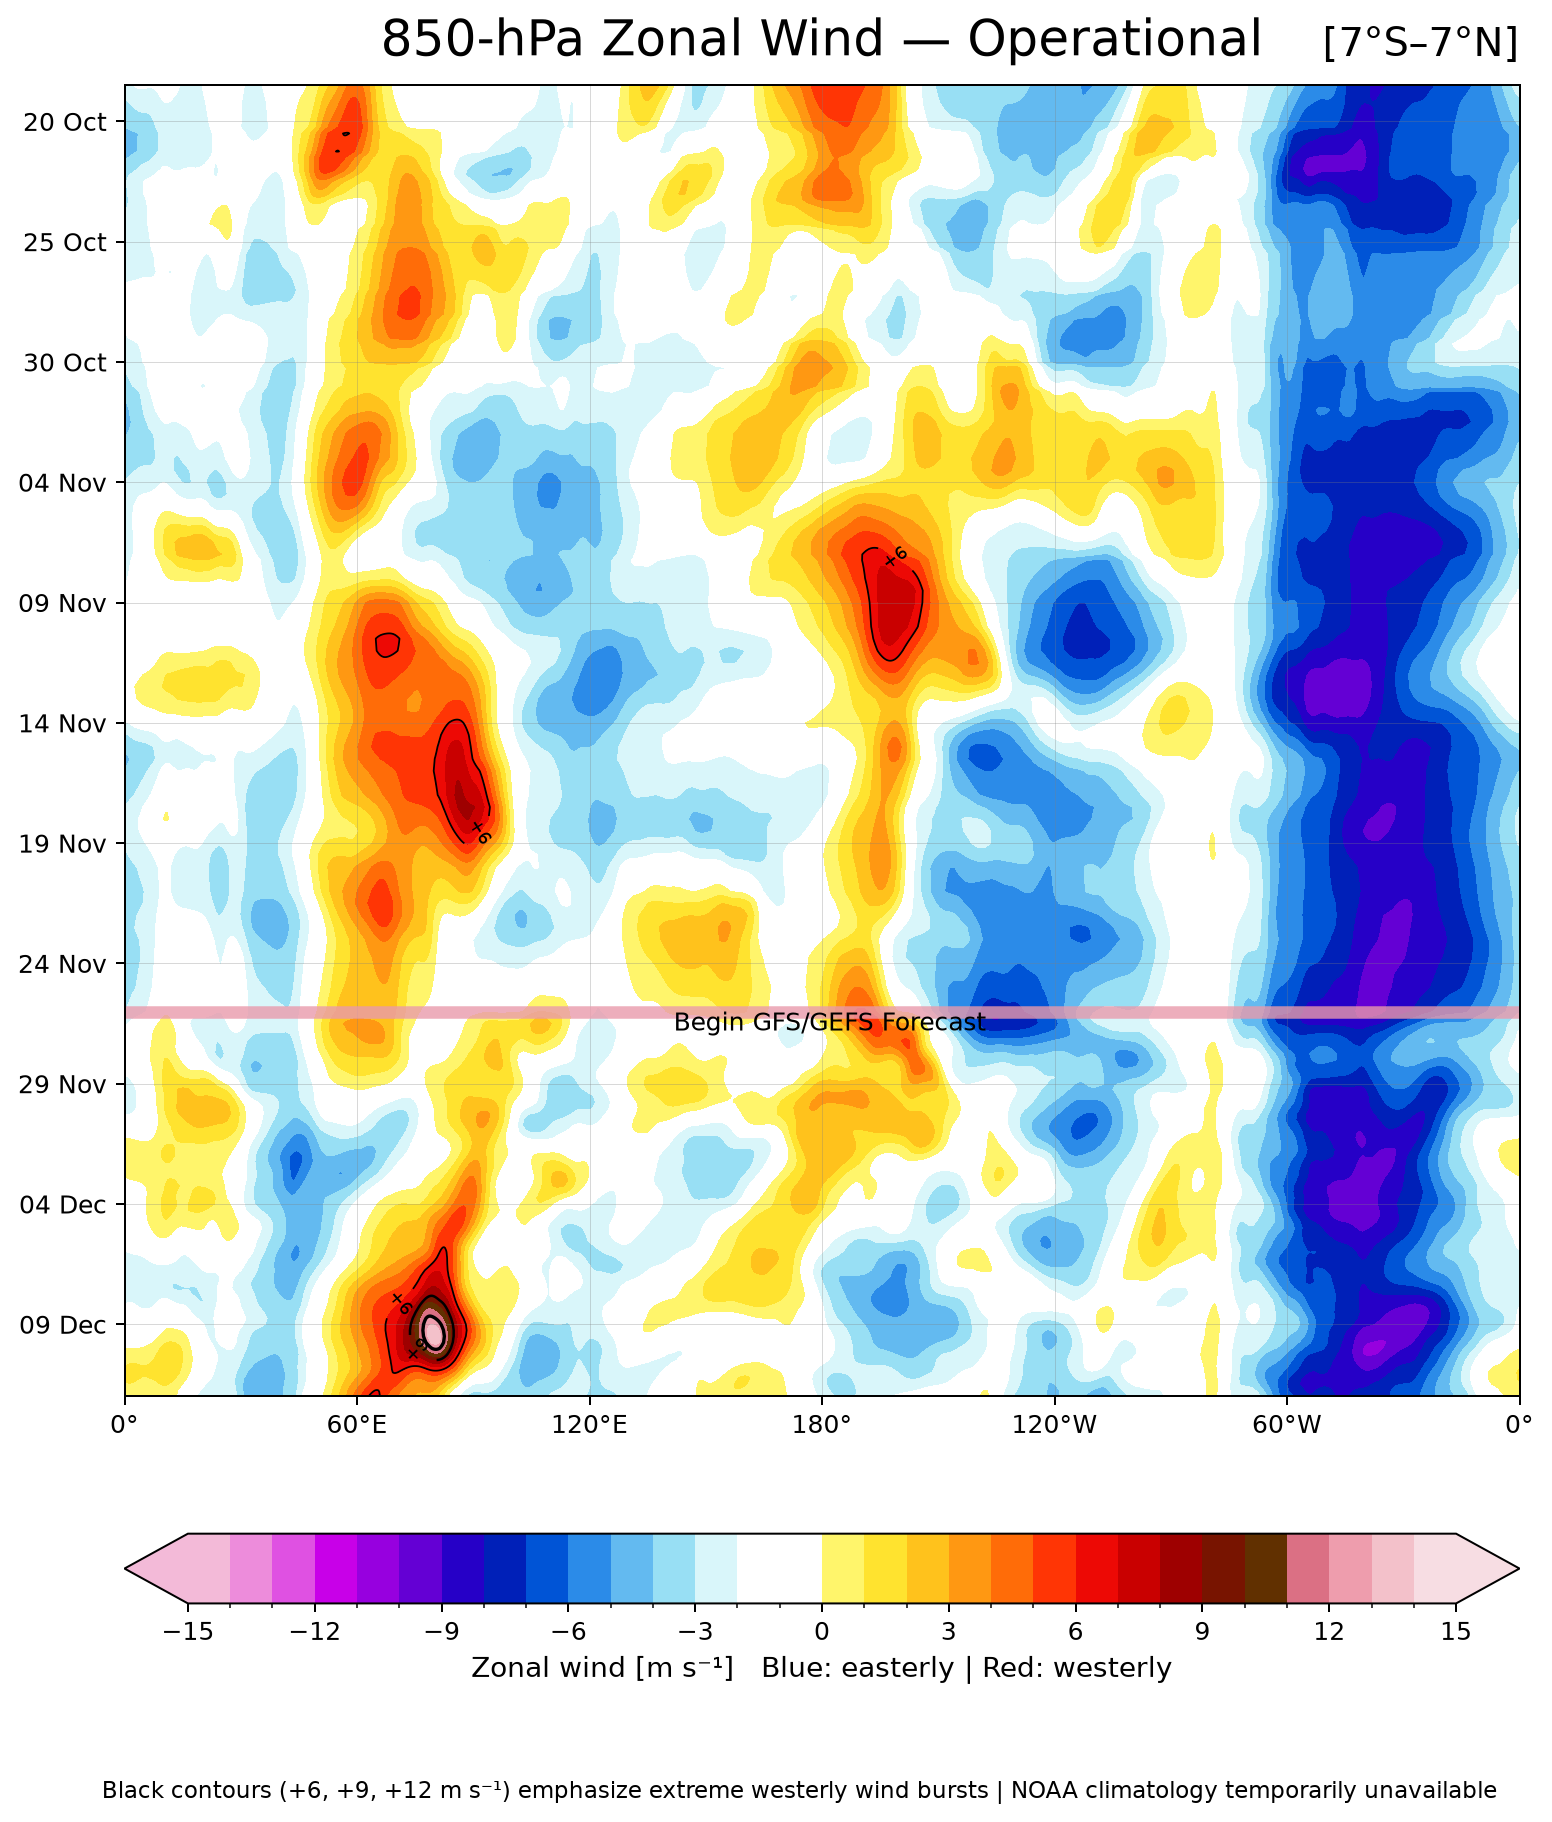 850-hPa Zonal Wind — Operational [7°S–7°N]
20 Oct
25 Oct
30 Oct
04 Nov
09 Nov
14 Nov
19 Nov
24 Nov
29 Nov
04 Dec
09 Dec
+6
+6
Begin GFS/GEFS Forecast
+6
+9
0° 60°E 120°E 180° 120°W 60°W 0°
−15 −12 −9 −6 −3 0 3 6 9 12 15
Zonal wind [m s⁻¹] Blue: easterly | Red: westerly
Black contours (+6, +9, +12 m s⁻¹) emphasize extreme westerly wind bursts | NOAA climatology temporarily unavailable